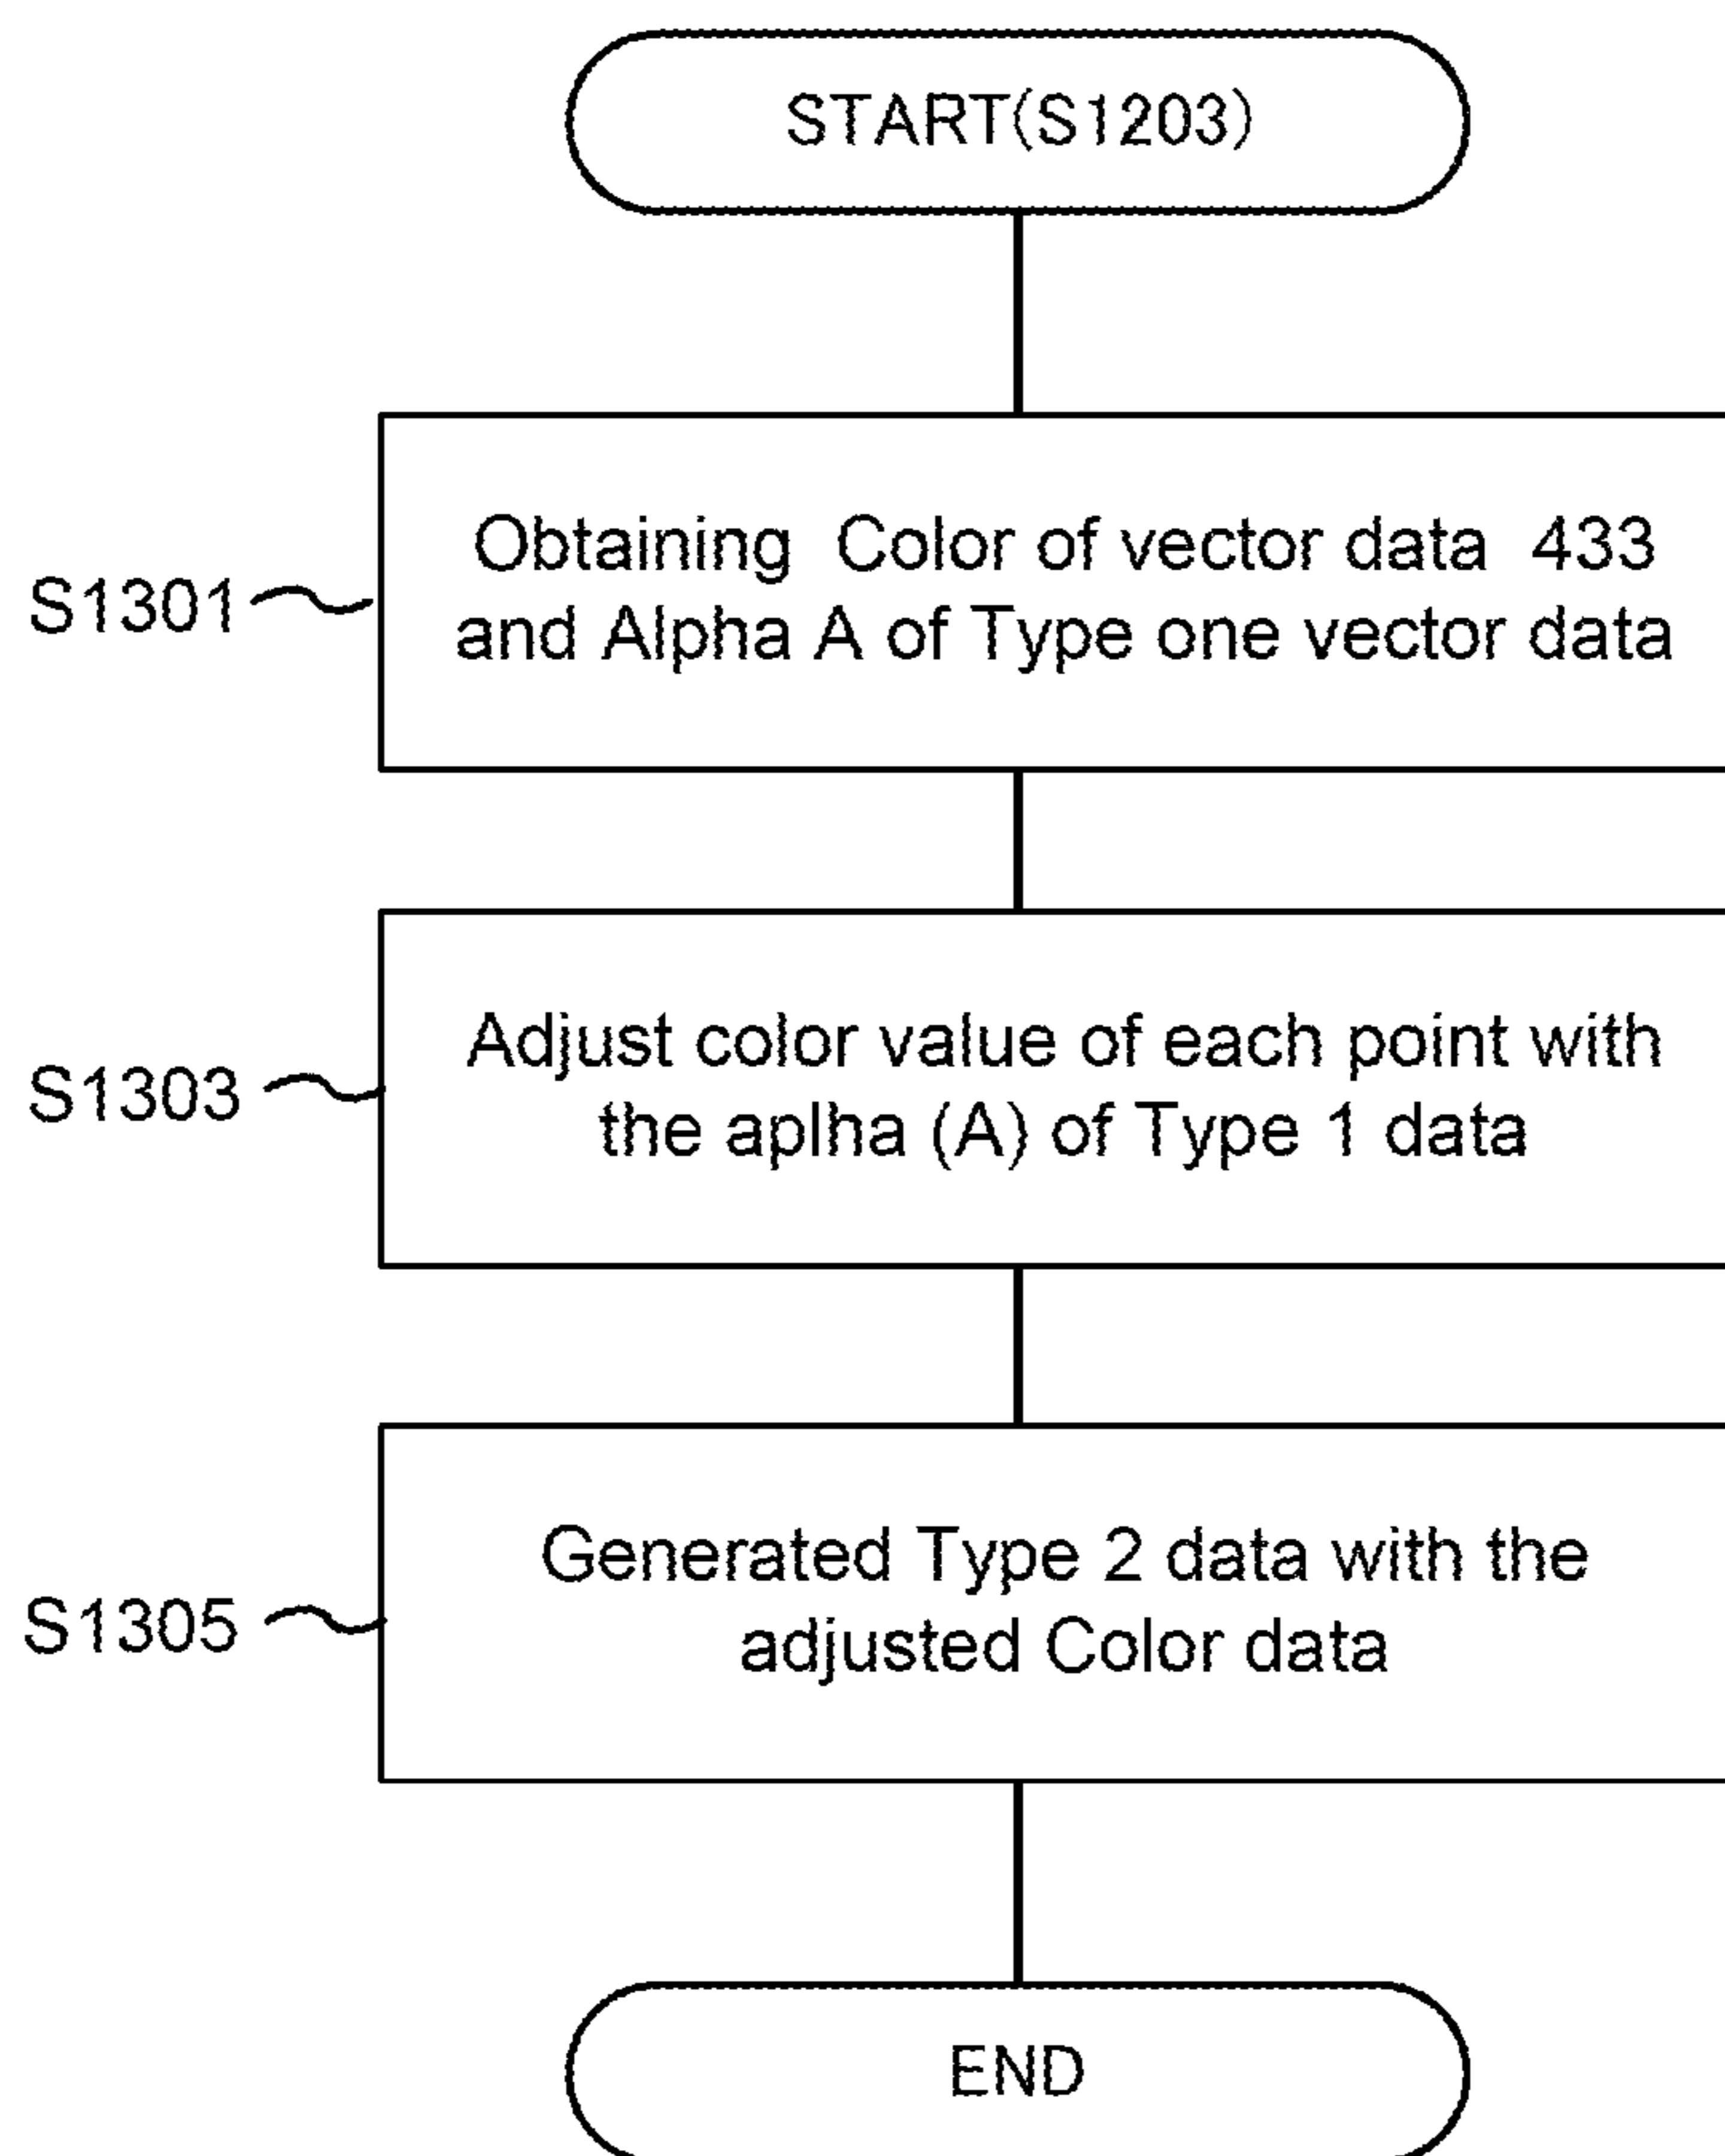 START(S1203)
S1301
Obtaining Color of vector data 433
and Alpha A of Type one vector data
S1303
Adjust color value of each point with
the aplha (A) of Type 1 data
S1305
Generated Type 2 data with the
adjusted Color data
END